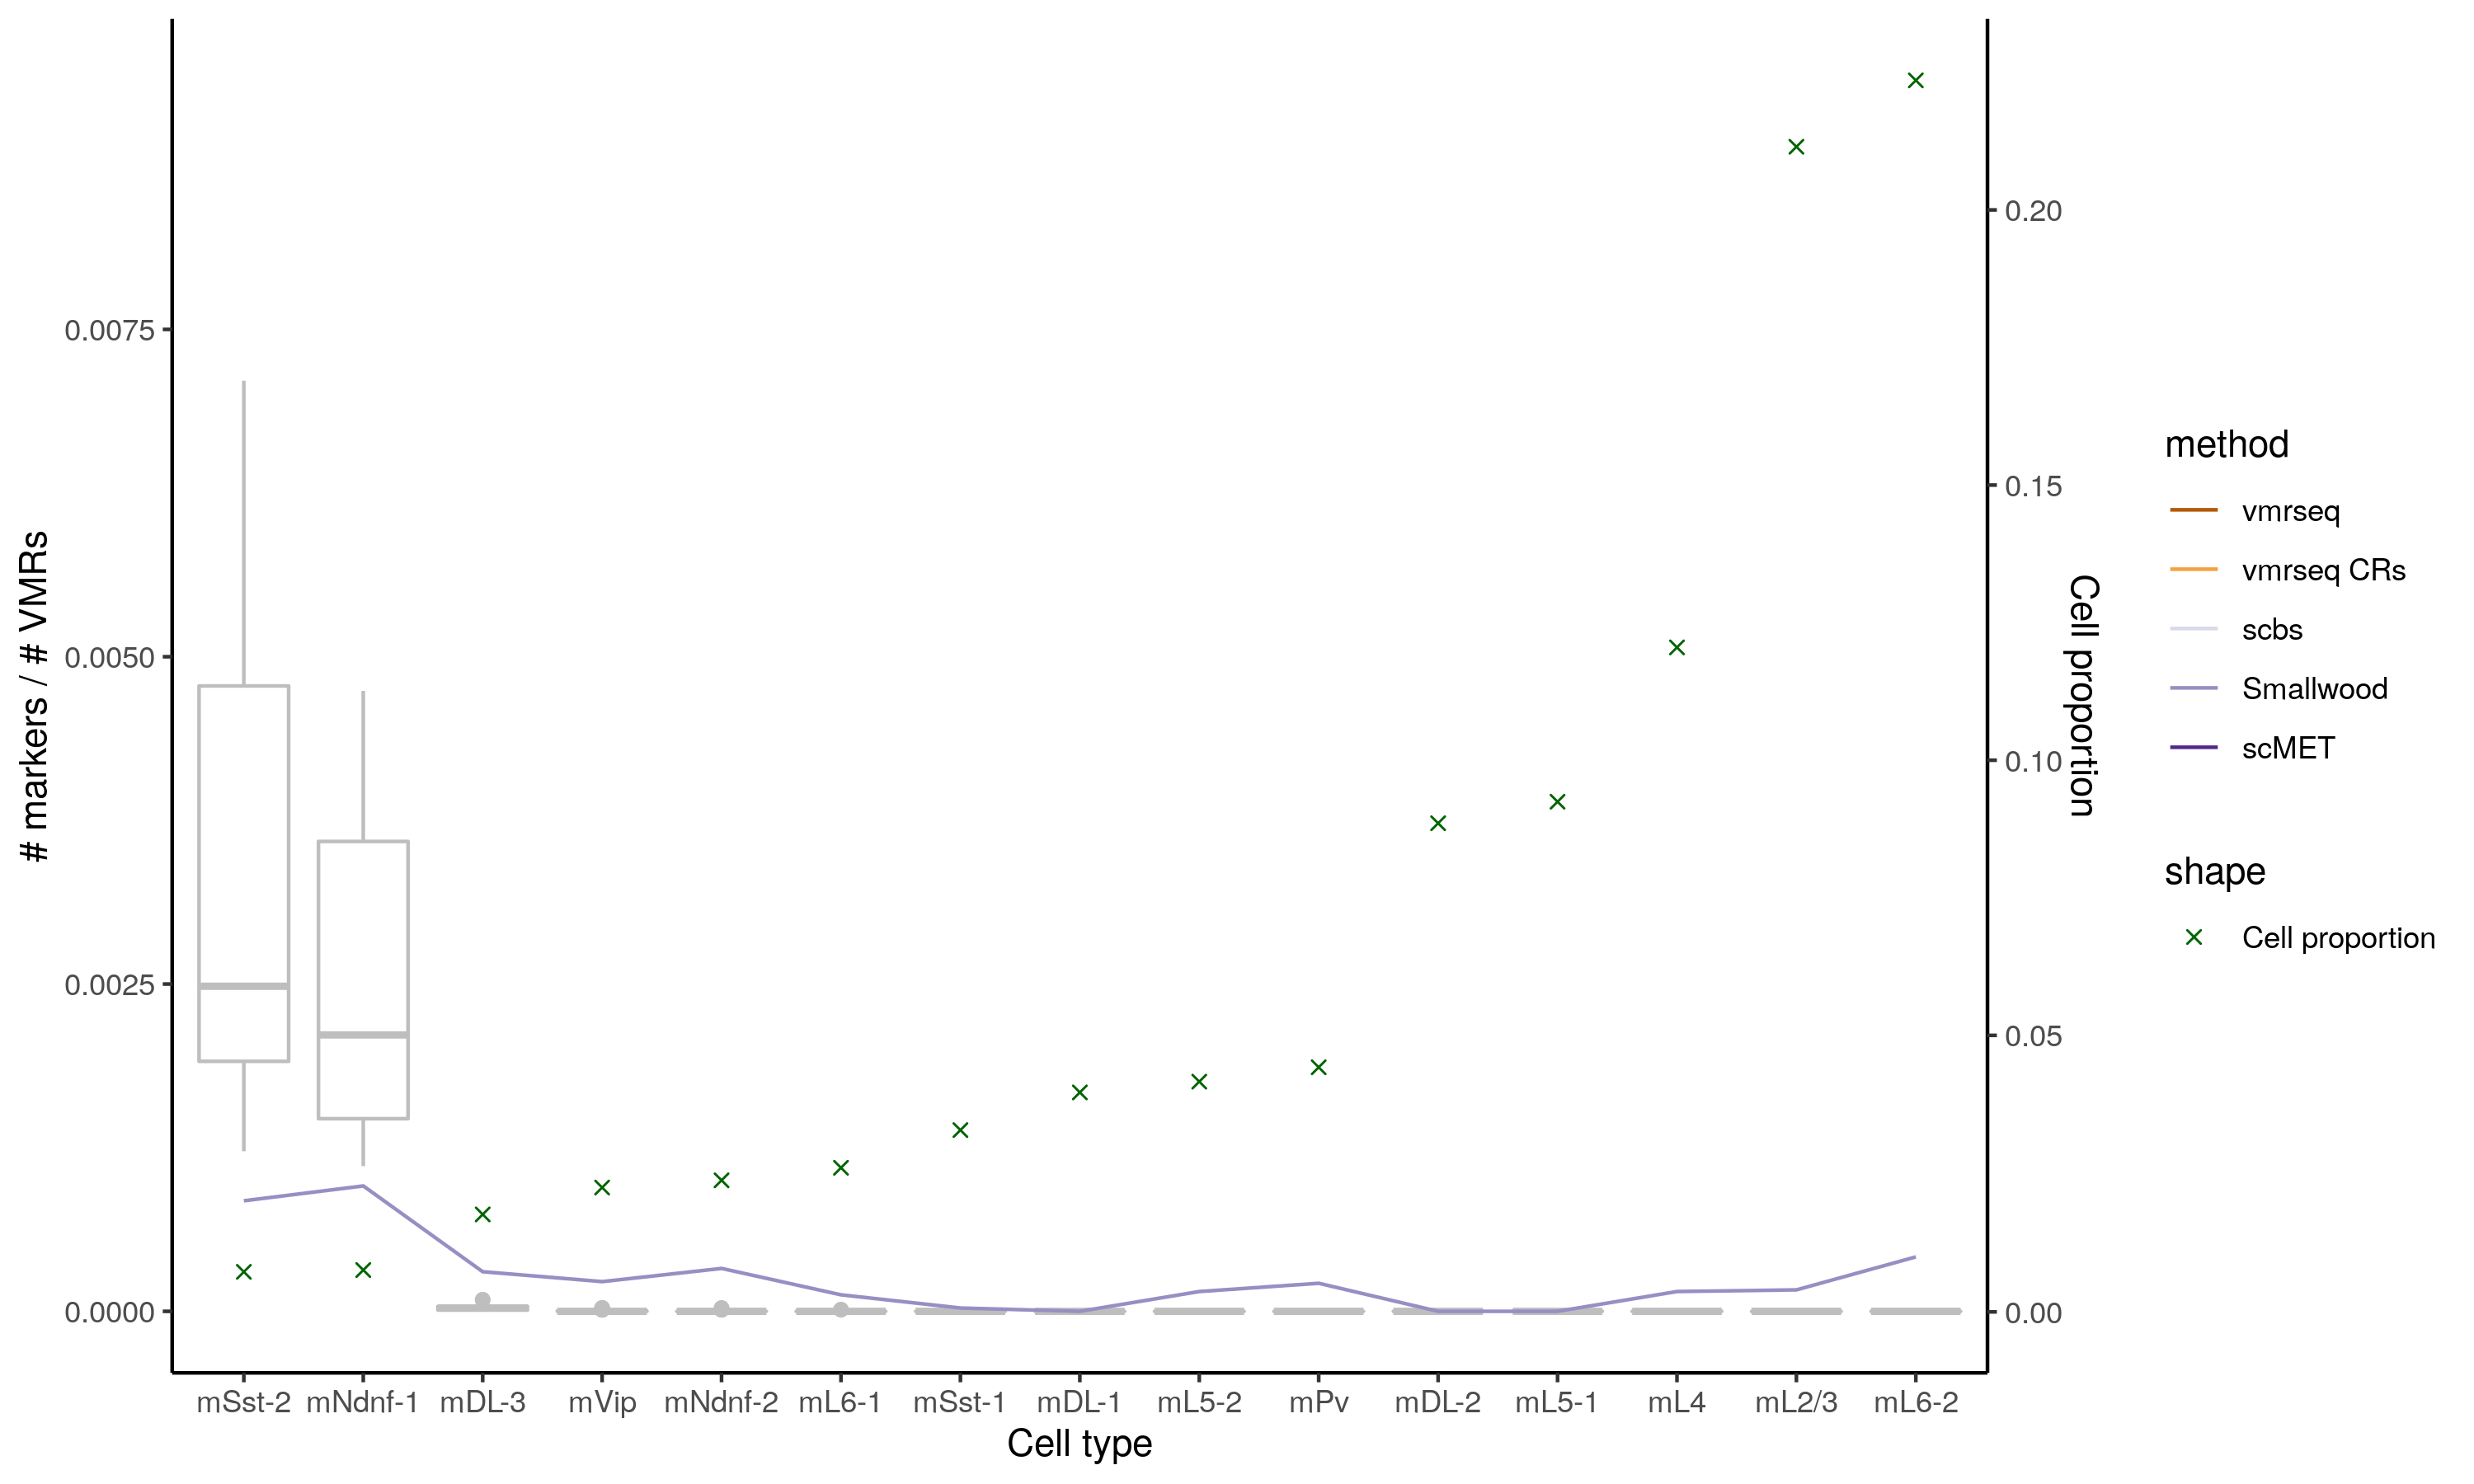 # markers / # VMRs
0.0075
0.0050
0.0025
0.0000
mSst-2 mNdnf-1 mDL-3 mVip mNdnf-2 mL6-1 mSst-1 mDL-1 mL5-2 mPv mDL-2 mL5-1 mL4 mL2/3 mL6-2
Cell type
0.20
0.15
0.10
0.05
0.00
Cell proportion
method
vmrseq
vmrseq CRs
scbs
Smallwood
scMET
shape
Cell proportion